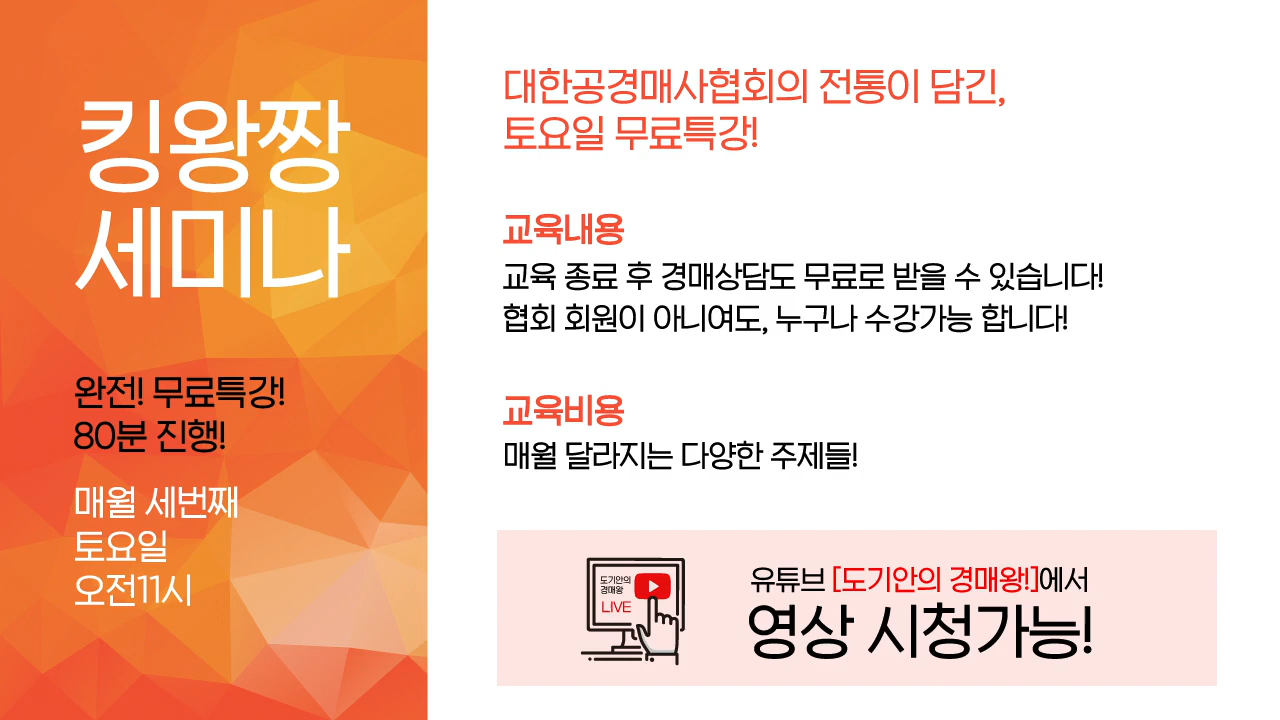 킹왕짱
세미나
완전! 무료특강!
80분 진행!
매월 세번째
토요일
오전11시
대한공경매사협회의 전통이 담긴,
토요일 무료특강!
교육내용
교육 종료 후 경매상담도 무료로 받을 수 있습니다!
협회 회원이 아니여도, 누구나 수강가능 합니다!
교육비용
매월 달라지는 다양한 주제들!
도기안의
경매왕
LIVE
유튜브 [도기안의 경매왕!]에서
영상 시청가능!